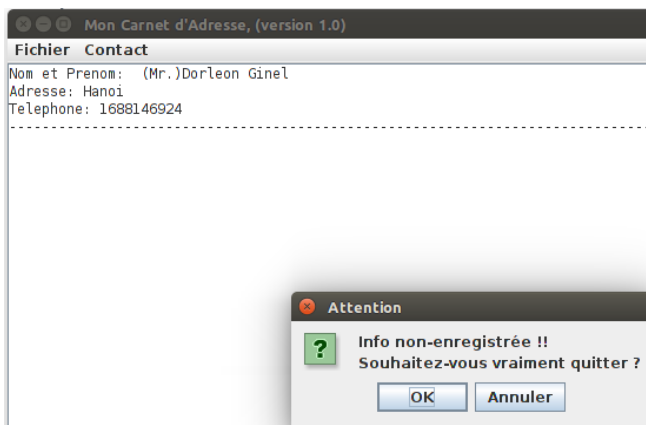 Mon Carnet d'Adresse, (version 1.0)
Fichier Contact
Nom et Prenom: (Mr.)Dorleon Ginel
Adresse: Hanoi
Telephone: 1688146924
--------------------------------------------------------------------------------
Attention
Info non-enregistrée !!
Souhaitez-vous vraiment quitter ?
OK Annuler